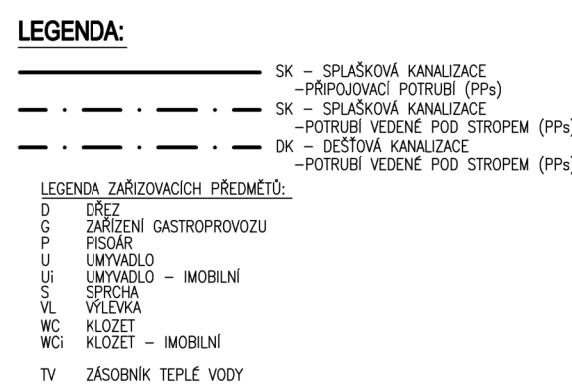 LEGENDA:
SK – SPLAŠKOVÁ KANALIZACE
–PŘIPOJOVACÍ POTRUBÍ (PPs)
SK – SPLAŠKOVÁ KANALIZACE
–POTRUBÍ VEDENÉ POD STROPEM (PPs)
DK – DEŠŤOVÁ KANALIZACE
–POTRUBÍ VEDENÉ POD STROPEM (PPs)
LEGENDA ZAŘIZOVACÍCH PŘEDMĚTŮ:
D DŘEZ
G ZAŘÍZENÍ GASTROPROVOZU
P PISOÁR
U UMYVADLO
Ui UMYVADLO – IMOBILNÍ
S SPRCHA
VL VÝLEVKA
WC KLOZET
WCi KLOZET – IMOBILNÍ
TV ZÁSOBNÍK TEPLÉ VODY